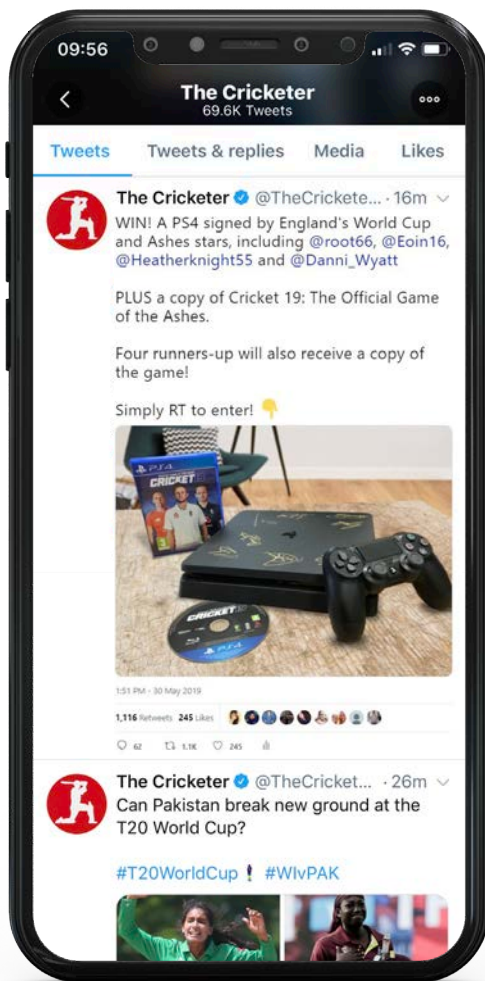 09:56
The Cricketer
69.6K Tweets
Tweets
Tweets & replies
Media
Likes
The Cricketer @TheCrickete... · 16m
WIN! A PS4 signed by England's World Cup
and Ashes stars, including @root66, @Eoin16,
@Heatherknight55 and @Danni_Wyatt
PLUS a copy of Cricket 19: The Official Game
of the Ashes.
Four runners-up will also receive a copy of
the game!
Simply RT to enter!
PS4
CRICKET
CRICKET
PS4
1:51 PM - 30 May 2019
1,116 Retweets 245 Likes
62 1.1K 245
The Cricketer @TheCricket... · 26m
Can Pakistan break new ground at the
T20 World Cup?
#T20WorldCup #WIvPAK